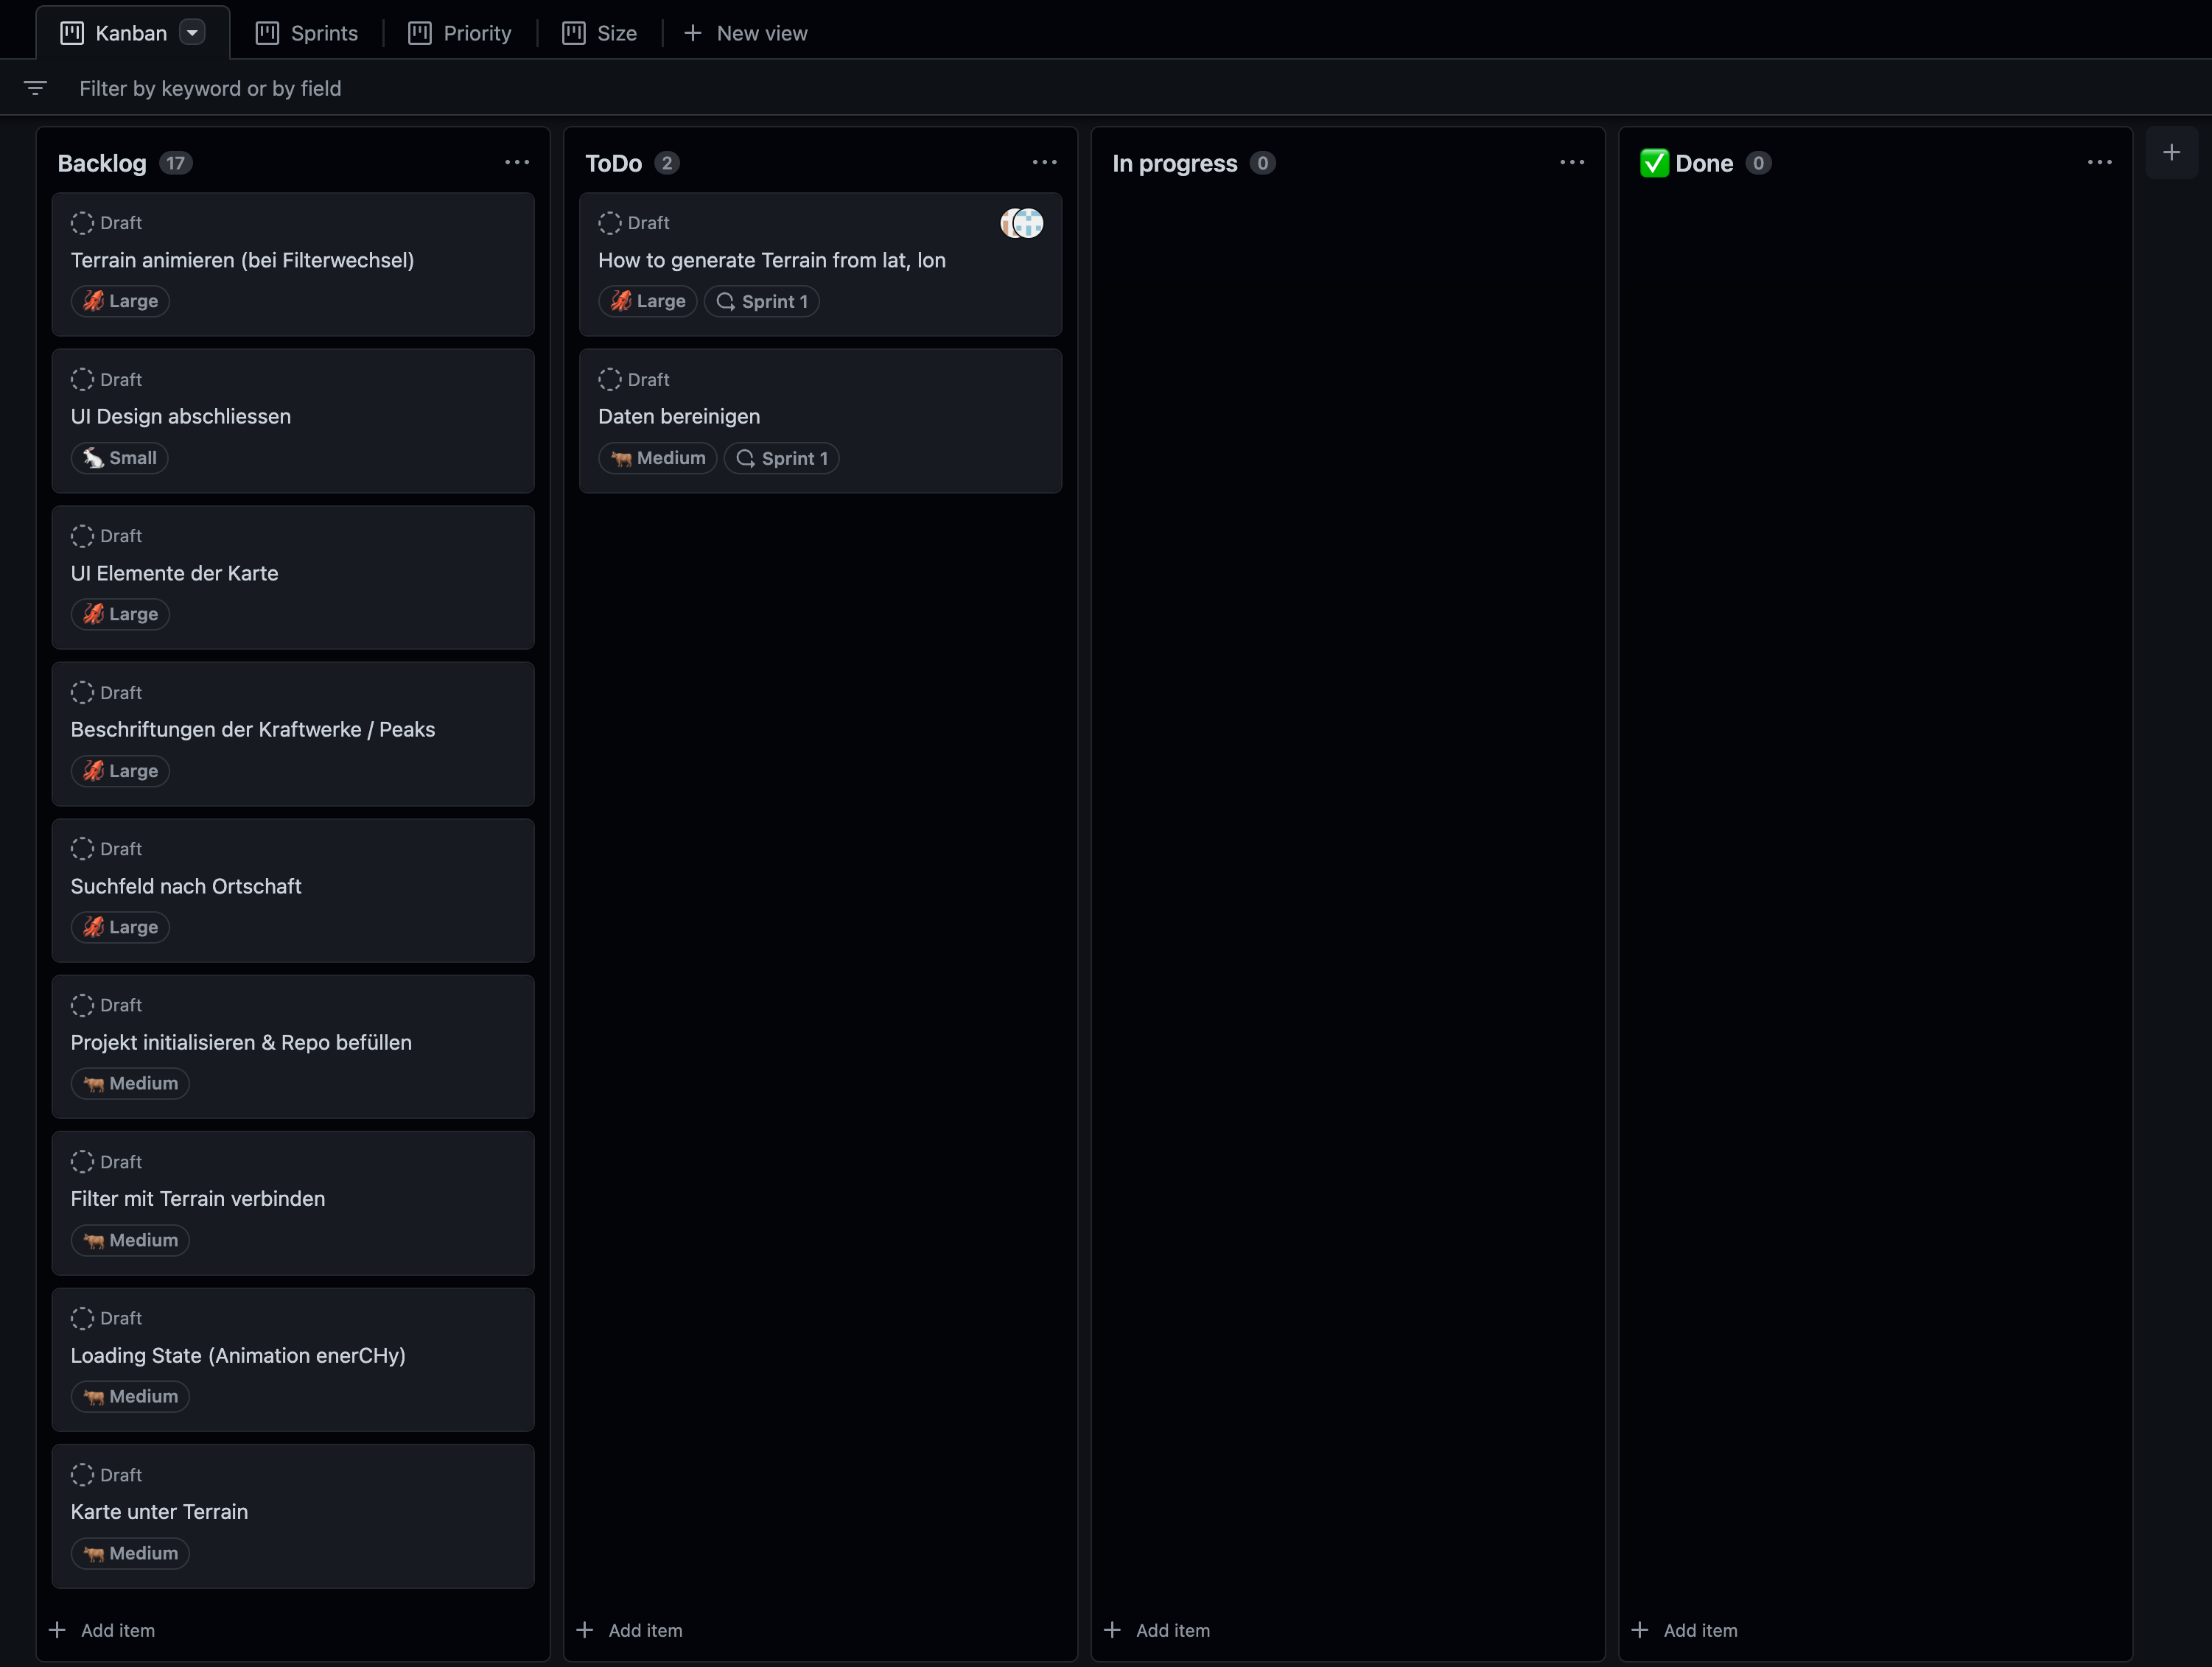 Kanban
Sprints
Priority
Size
New view
Filter by keyword or by field
Backlog 17
Draft
Terrain animieren (bei Filterwechsel)
Large
Draft
UI Design abschliessen
Small
Draft
UI Elemente der Karte
Large
Draft
Beschriftungen der Kraftwerke / Peaks
Large
Draft
Suchfeld nach Ortschaft
Large
Draft
Projekt initialisieren & Repo befüllen
Medium
Draft
Filter mit Terrain verbinden
Medium
Draft
Loading State (Animation enerCHy)
Medium
Draft
Karte unter Terrain
Medium
Add item
ToDo 2
Draft
How to generate Terrain from lat, lon
Large Sprint 1
Draft
Daten bereinigen
Medium Sprint 1
Add item
In progress 0
Add item
✅ Done 0
Add item